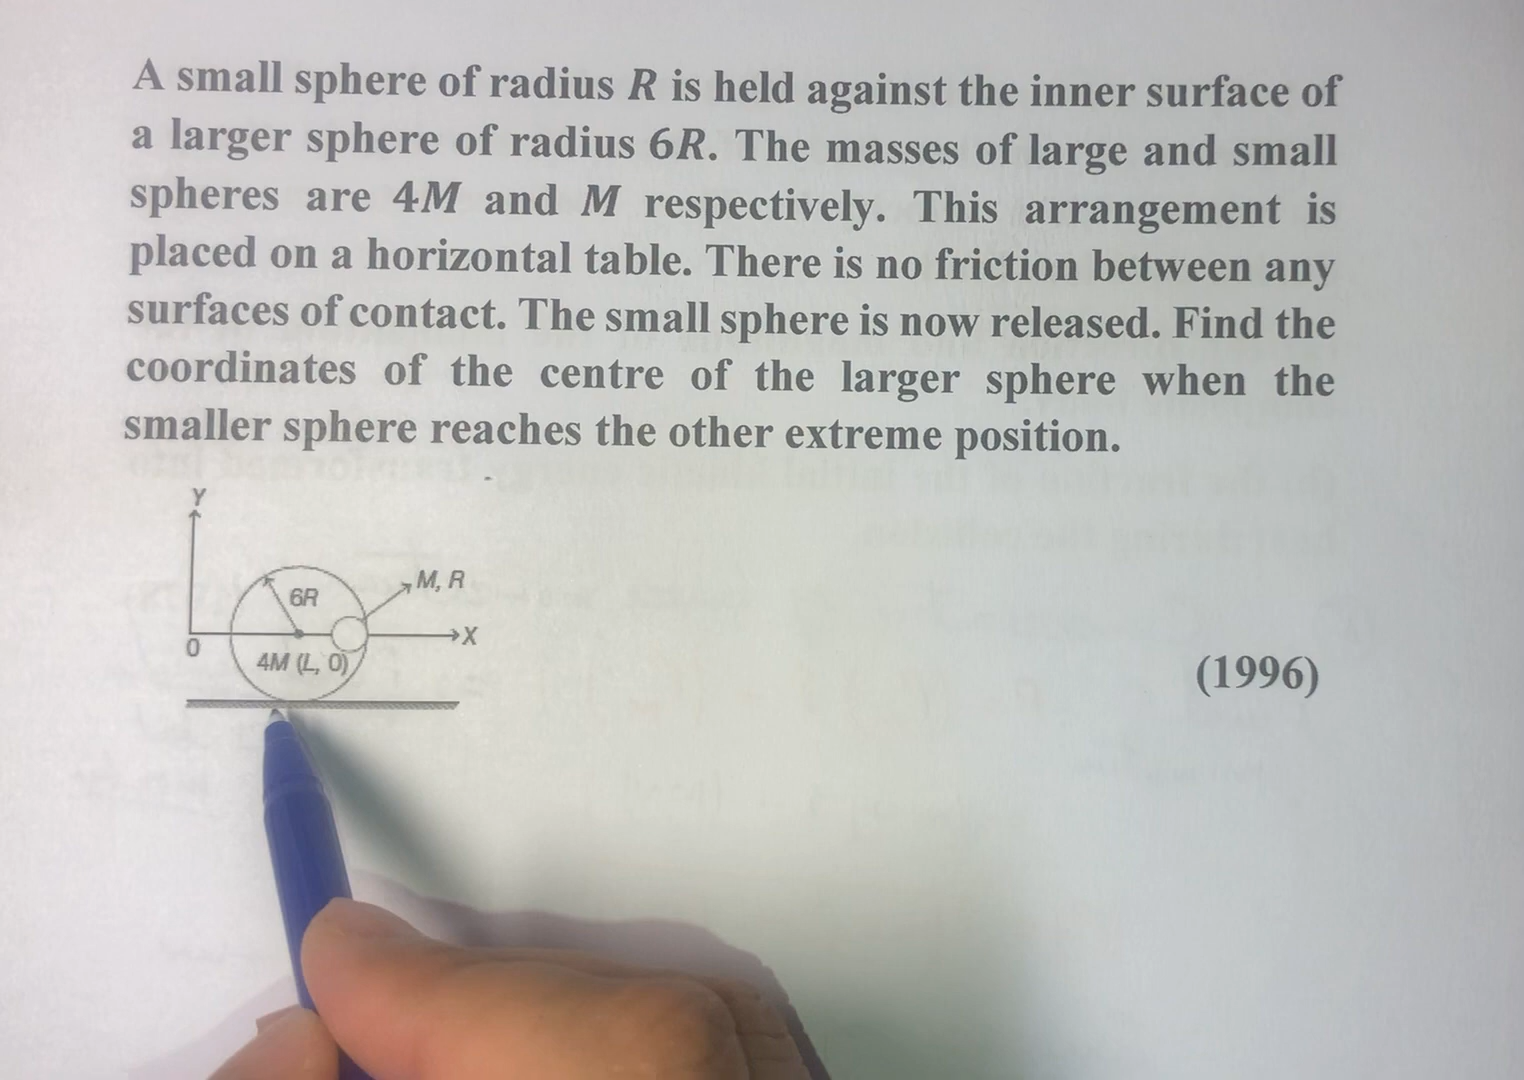 A small sphere of radius R is held against the inner surface of
a larger sphere of radius 6R. The masses of large and small
spheres are 4M and M respectively. This arrangement is
placed on a horizontal table. There is no friction between any
surfaces of contact. The small sphere is now released. Find the
coordinates of the centre of the larger sphere when the
smaller sphere reaches the other extreme position.
Y
M, R
6R
X
0
4M (L, 0)
(1996)